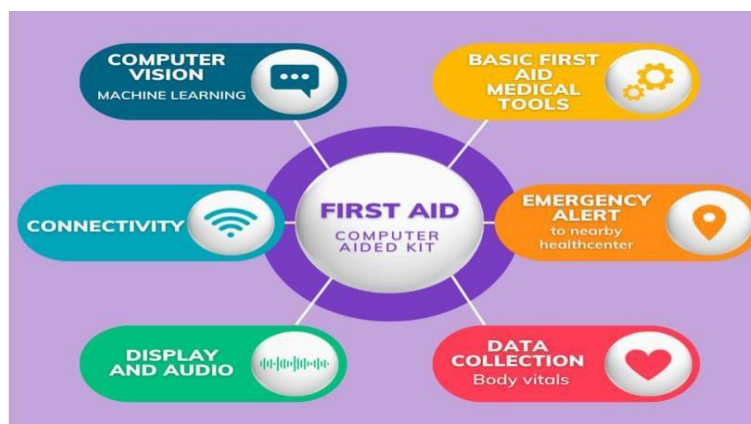 COMPUTER
VISION
MACHINE LEARNING
BASIC FIRST
AID
MEDICAL
TOOLS
CONNECTIVITY
FIRST AID
COMPUTER
AIDED KIT
EMERGENCY
ALERT
to nearby
healthcenter
DISPLAY
AND AUDIO
DATA
COLLECTION
Body vitals